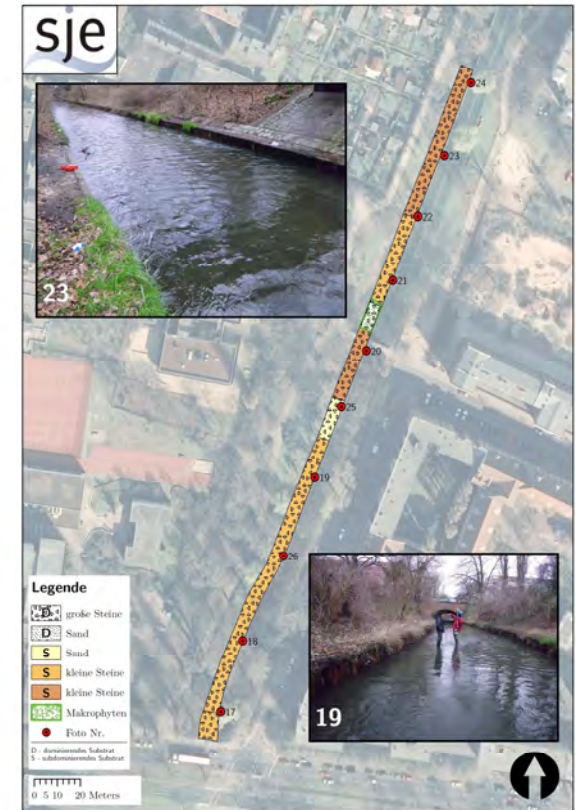 sje
24
23
22
21
20
25
19
26
18
17
23
19
Legende
D große Steine
D Sand
S Sand
S kleine Steine
S kleine Steine
Makrophyten
Foto Nr.
D - dominierendes Substrat
S - subdominierendes Substrat
0 5 10 20 Meters